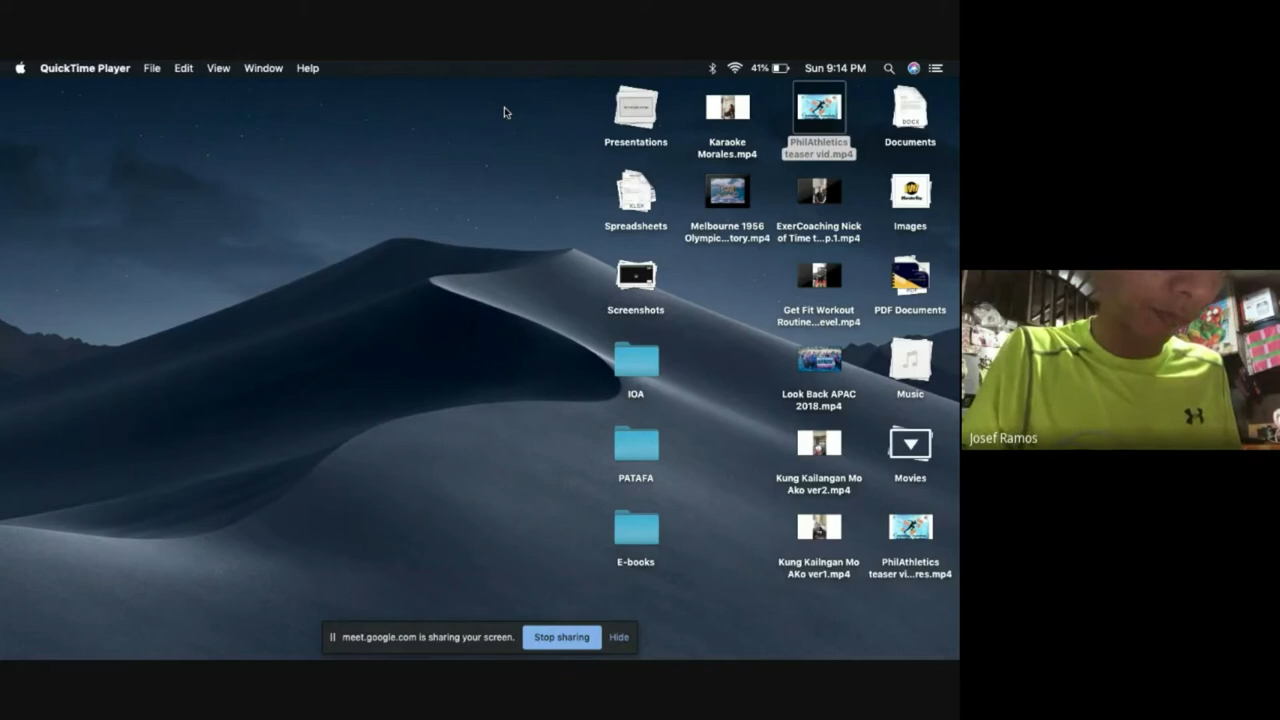 QuickTime Player File Edit View Window Help 41% Sun 9:14 PM
Presentations
Karaoke
Morales.mp4
PhilAthletics
teaser vid.mp4
DOCX
Documents
XLSX
Spreadsheets
Melbourne 1956
Olympic...tory.mp4
ExerCoaching Nick
of Time t...p.1.mp4
Images
Screenshots
Get Fit Workout
Routine...evel.mp4
PDF
PDF Documents
IOA
Look Back APAC
2018.mp4
Music
PATAFA
Kung Kailangan Mo
Ako ver2.mp4
Movies
E-books
Kung Kailngan Mo
AKo ver1.mp4
PhilAthletics
teaser vi...res.mp4
meet.google.com is sharing your screen. Stop sharing Hide
Josef Ramos